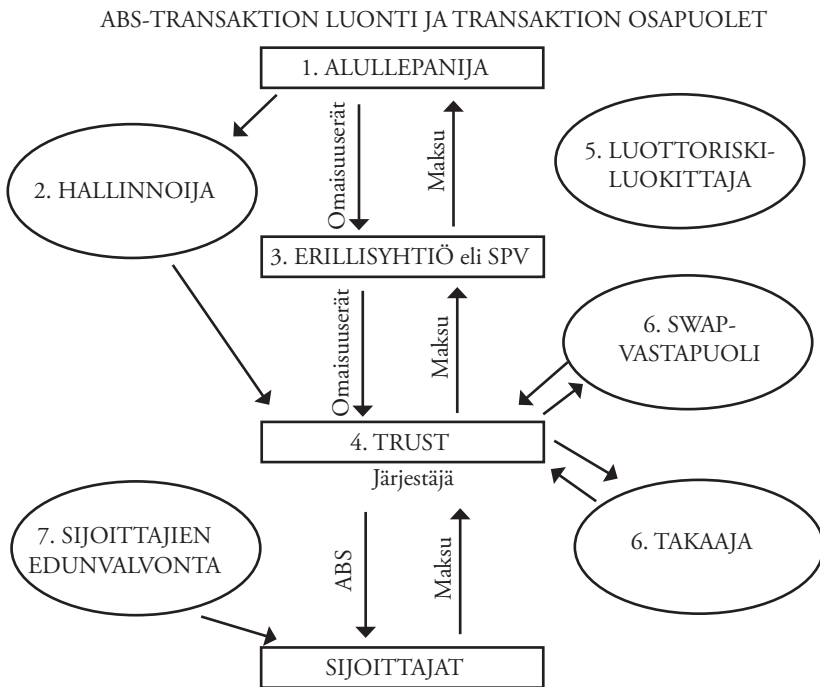 ABS-TRANSAKTION LUONTI JA TRANSAKTION OSAPUOLET
1. ALULLEPANIJA
Omaisuuserät
Maksu
5. LUOTTORISKI-
LUOKITTAJA
2. HALLINNOIJA
3. ERILLISYHTIÖ eli SPV
Omaisuuserät
Maksu
6. SWAP-
VASTAPUOLI
4. TRUST
Järjestäjä
7. SIJOITTAJIEN
EDUNVALVONTA
ABS
Maksu
6. TAKAAJA
SIJOITTAJAT